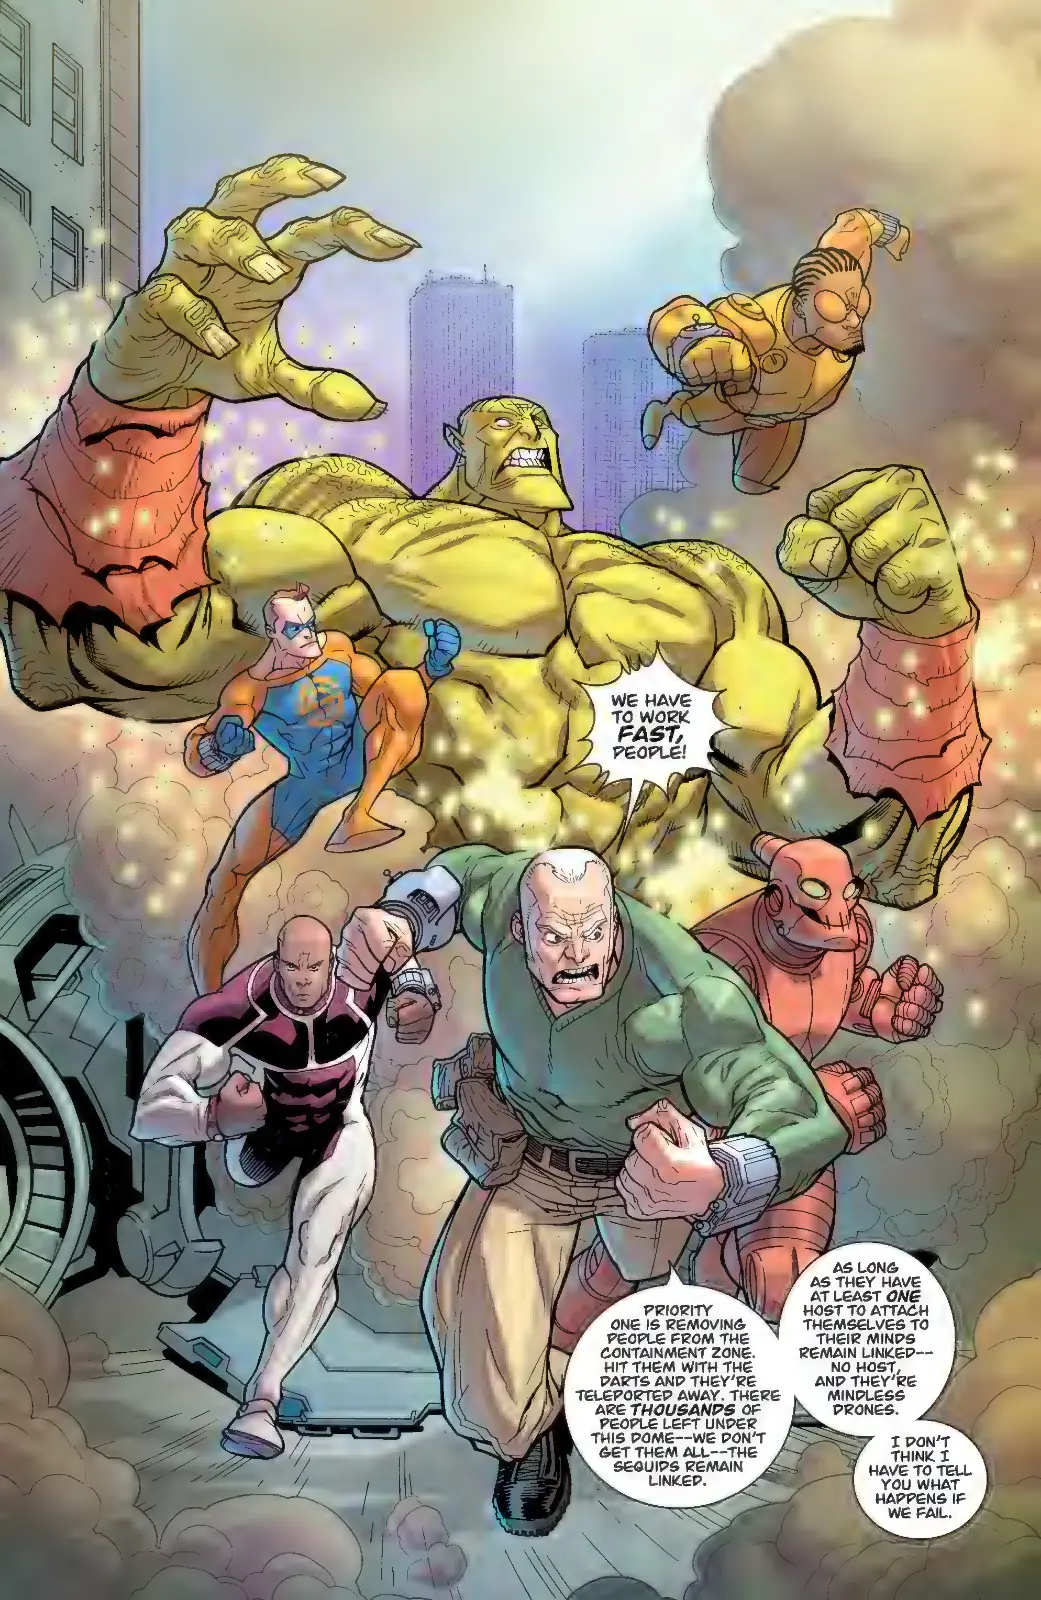 WE HAVE
TO WORK
FAST,
PEOPLE!
PRIORITY
ONE IS REMOVING
PEOPLE FROM THE
CONTAINMENT ZONE.
HIT THEM WITH THE
DARTS AND THEY'RE
TELEPORTED AWAY. THERE
ARE THOUSANDS OF
PEOPLE LEFT UNDER
THIS DOME--WE DON'T
GET THEM ALL--THE
SEQUIDS REMAIN
LINKED.
AS LONG
AS THEY HAVE
AT LEAST ONE
HOST TO ATTACH
THEMSELVES TO
THEIR MINDS
REMAIN LINKED--
NO HOST,
AND THEY'RE
MINDLESS
DRONES.
I DON'T
THINK I
HAVE TO TELL
YOU WHAT
HAPPENS IF
WE FAIL.